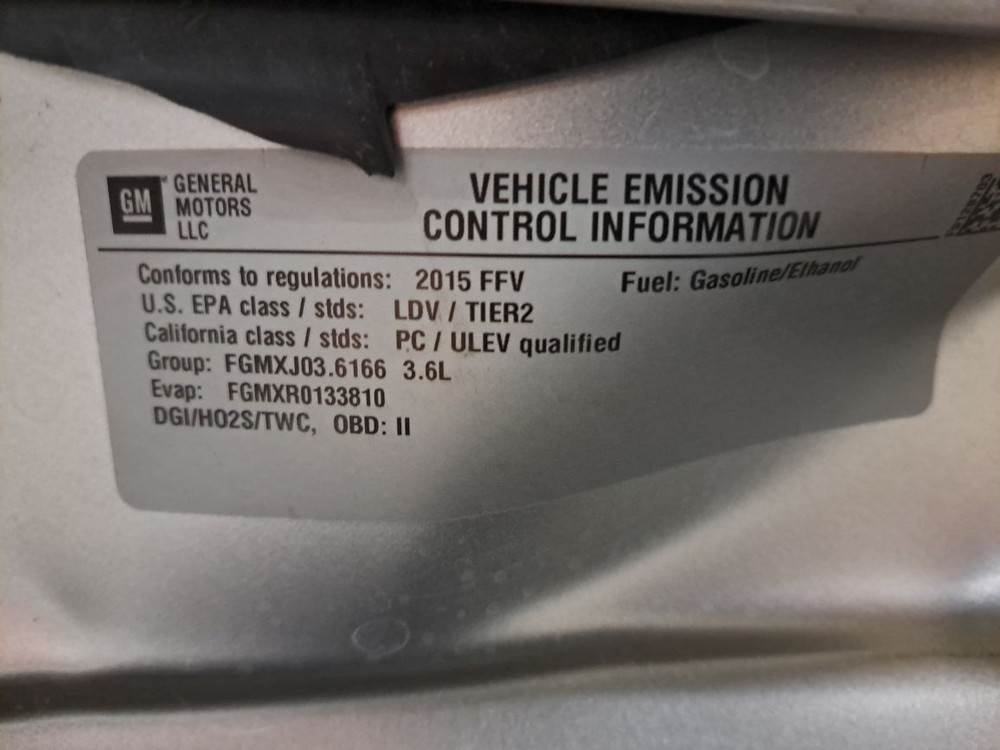 GM GENERAL
MOTORS
LLC
VEHICLE EMISSION
CONTROL INFORMATION
Conforms to regulations: 2015 FFV Fuel: Gasoline/Ethanol
U.S. EPA class / stds: LDV / TIER2
California class / stds: PC / ULEV qualified
Group: FGMXJ03.6166 3.6L
Evap: FGMXR0133810
DGI/HO2S/TWC, OBD: II